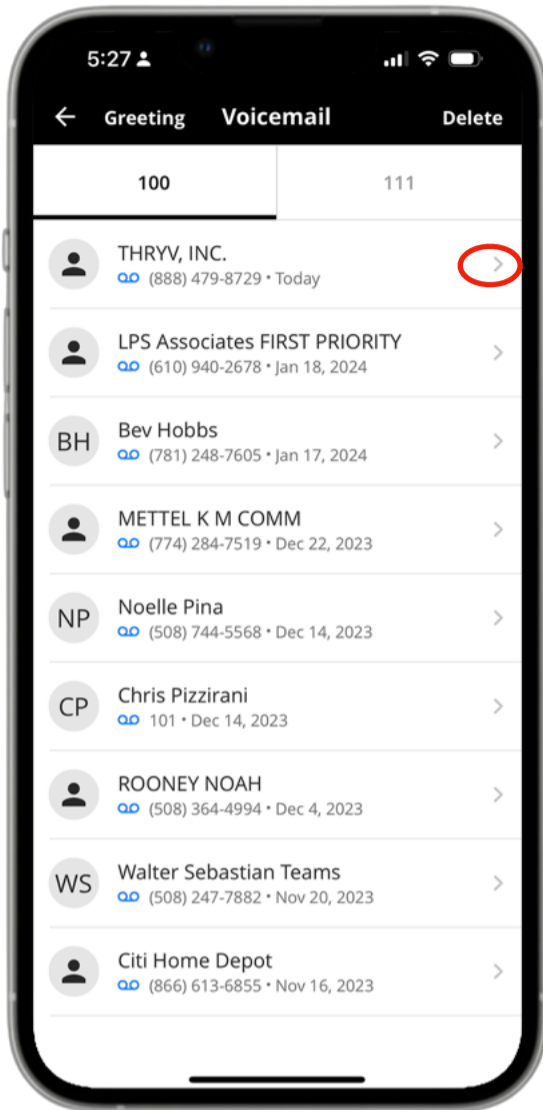 5:27
Greeting Voicemail Delete
100 111
THRYV, INC.
(888) 479-8729 • Today
LPS Associates FIRST PRIORITY
(610) 940-2678 • Jan 18, 2024
BH
Bev Hobbs
(781) 248-7605 • Jan 17, 2024
METTEL K M COMM
(774) 284-7519 • Dec 22, 2023
NP
Noelle Pina
(508) 744-5568 • Dec 14, 2023
CP
Chris Pizzirani
101 • Dec 14, 2023
ROONEY NOAH
(508) 364-4994 • Dec 4, 2023
WS
Walter Sebastian Teams
(508) 247-7882 • Nov 20, 2023
Citi Home Depot
(866) 613-6855 • Nov 16, 2023